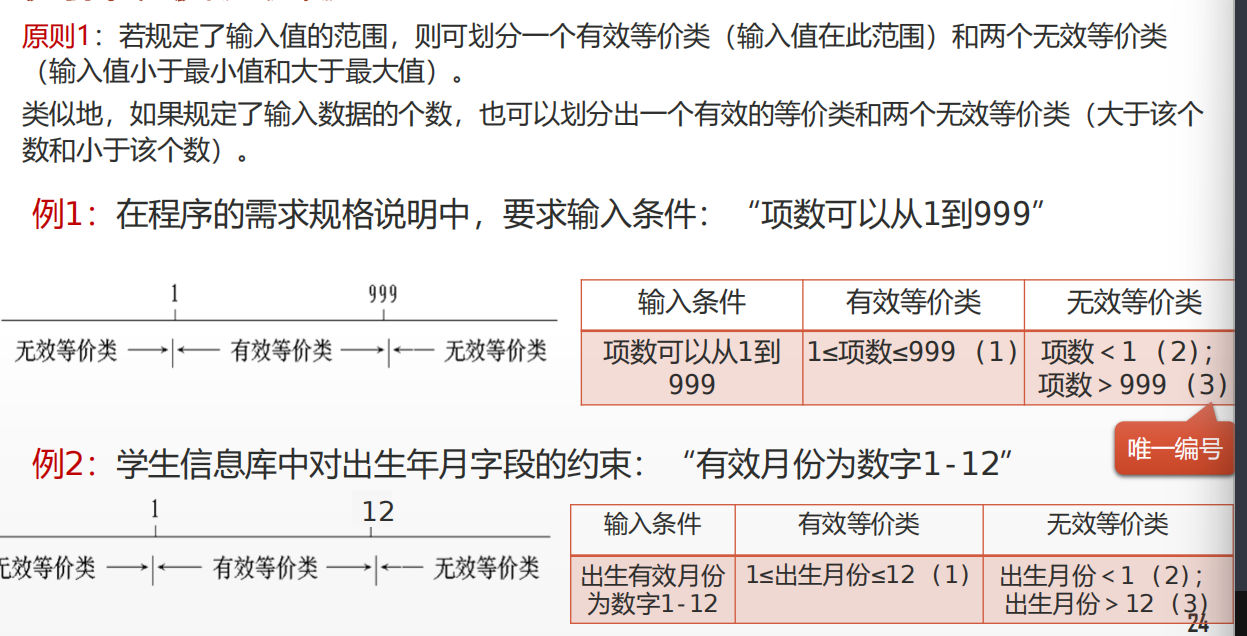 原则1：若规定了输入值的范围，则可划分一个有效等价类（输入值在此范围）和两个无效等价类
（输入值小于最小值和大于最大值）。
类似地，如果规定了输入数据的个数，也可以划分出一个有效的等价类和两个无效等价类（大于该个
数和小于该个数）。
例1：在程序的需求规格说明中，要求输入条件：“项数可以从1到999”
1 999
无效等价类 有效等价类 无效等价类
输入条件 有效等价类 无效等价类
项数可以从1到 1≤项数≤999（1） 项数<1（2）；
999 项数>999（3）
唯一编号
例2：学生信息库中对出生年月字段的约束：“有效月份为数字1-12”
1 12
无效等价类 有效等价类 无效等价类
输入条件 有效等价类 无效等价类
出生有效月份 1≤出生月份≤12（1） 出生月份<1（2）；
为数字1-12 出生月份>12（3）
24